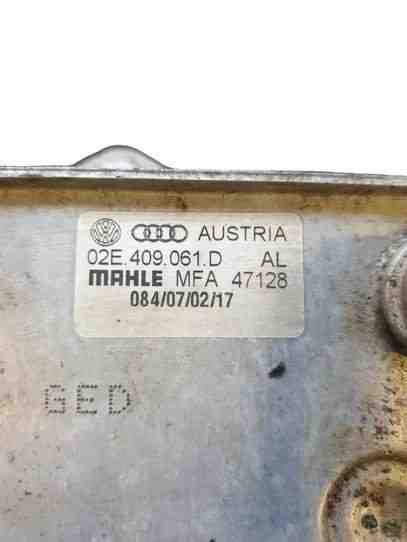 AUSTRIA
02E.409.061.D AL
MAHLE MFA 47128
084/07/02/17
GED